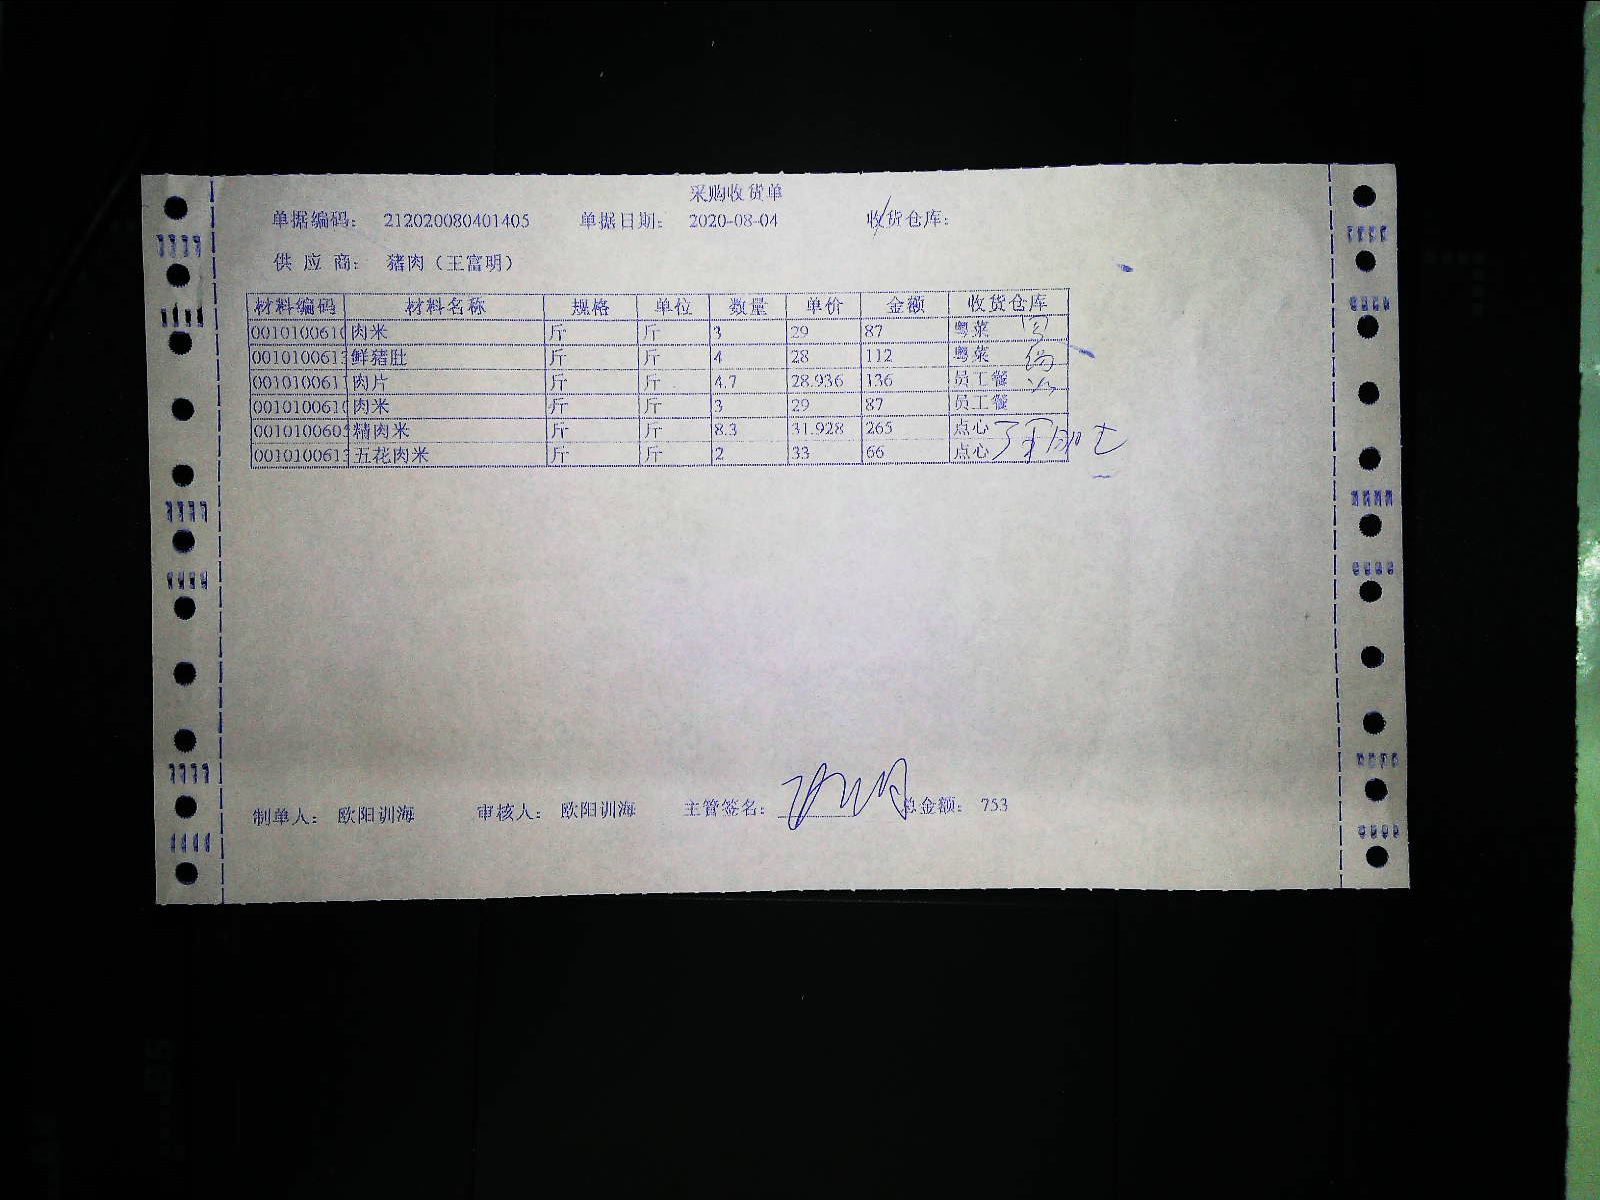 采购收货单
单据编码： 212020080401405 单据日期： 2020-08-04 收货仓库：
供 应 商： 猪肉（王富明）
材料编码 材料名称 规格 单位 数量 单价 金额 收货仓库
0010100610 肉米 斤 斤 3 29 87 粤菜
0010100613 鲜猪肚 斤 斤 4 28 112 粤菜
001010061 肉片 斤 斤 4.7 28.936 136 员工餐
0010100610 肉米 斤 斤 3 29 87 员工餐
0010100605 精肉米 斤 斤 8.3 31.928 265 点心
0010100613 五花肉米 斤 斤 2 33 66 点心
制单人： 欧阳训海 审核人： 欧阳训海 主管签名： 总金额： 753